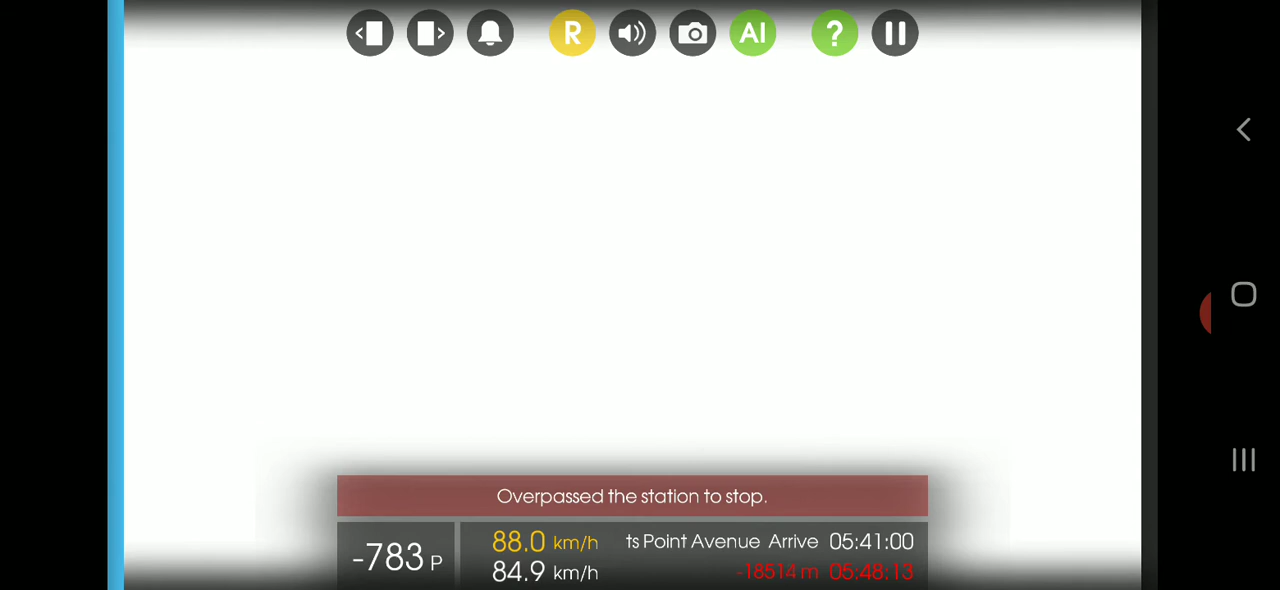 R AI ?
Overpassed the station to stop.
-783 P
88.0 km/h ts Point Avenue Arrive 05:41:00
84.9 km/h -18514 m 05:48:13